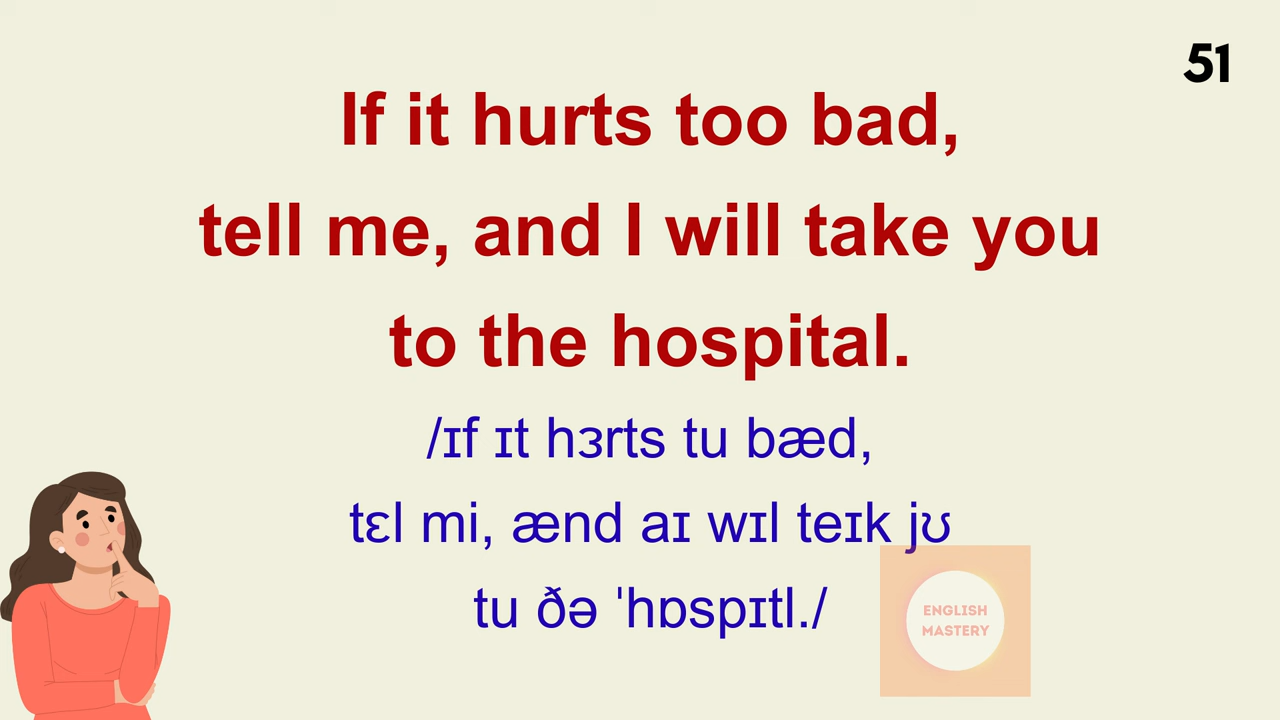 51
If it hurts too bad,
tell me, and I will take you
to the hospital.
/ɪf ɪt hɜrts tu bæd,
tɛl mi, ænd aɪ wɪl teɪk jʊ
tu ðə ˈhɒspɪtl./
ENGLISH
MASTERY